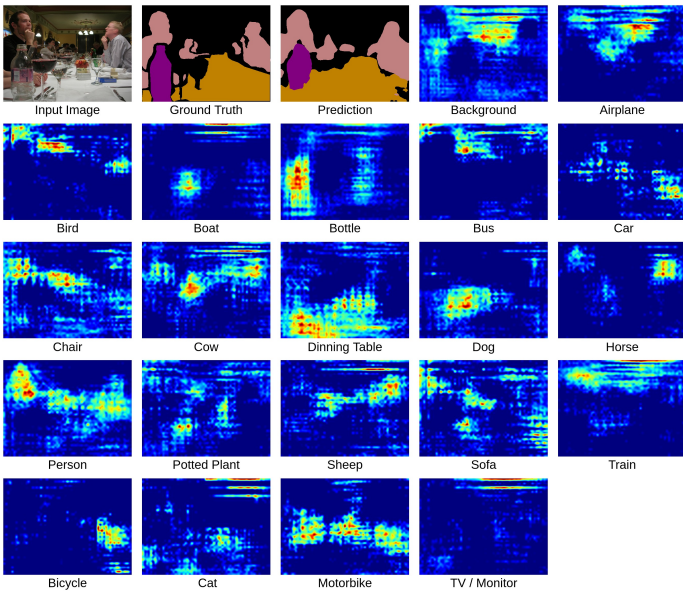 Input Image
Ground Truth
Prediction
Background
Airplane
Bird
Boat
Bottle
Bus
Car
Chair
Cow
Dinning Table
Dog
Horse
Person
Potted Plant
Sheep
Sofa
Train
Bicycle
Cat
Motorbike
TV / Monitor